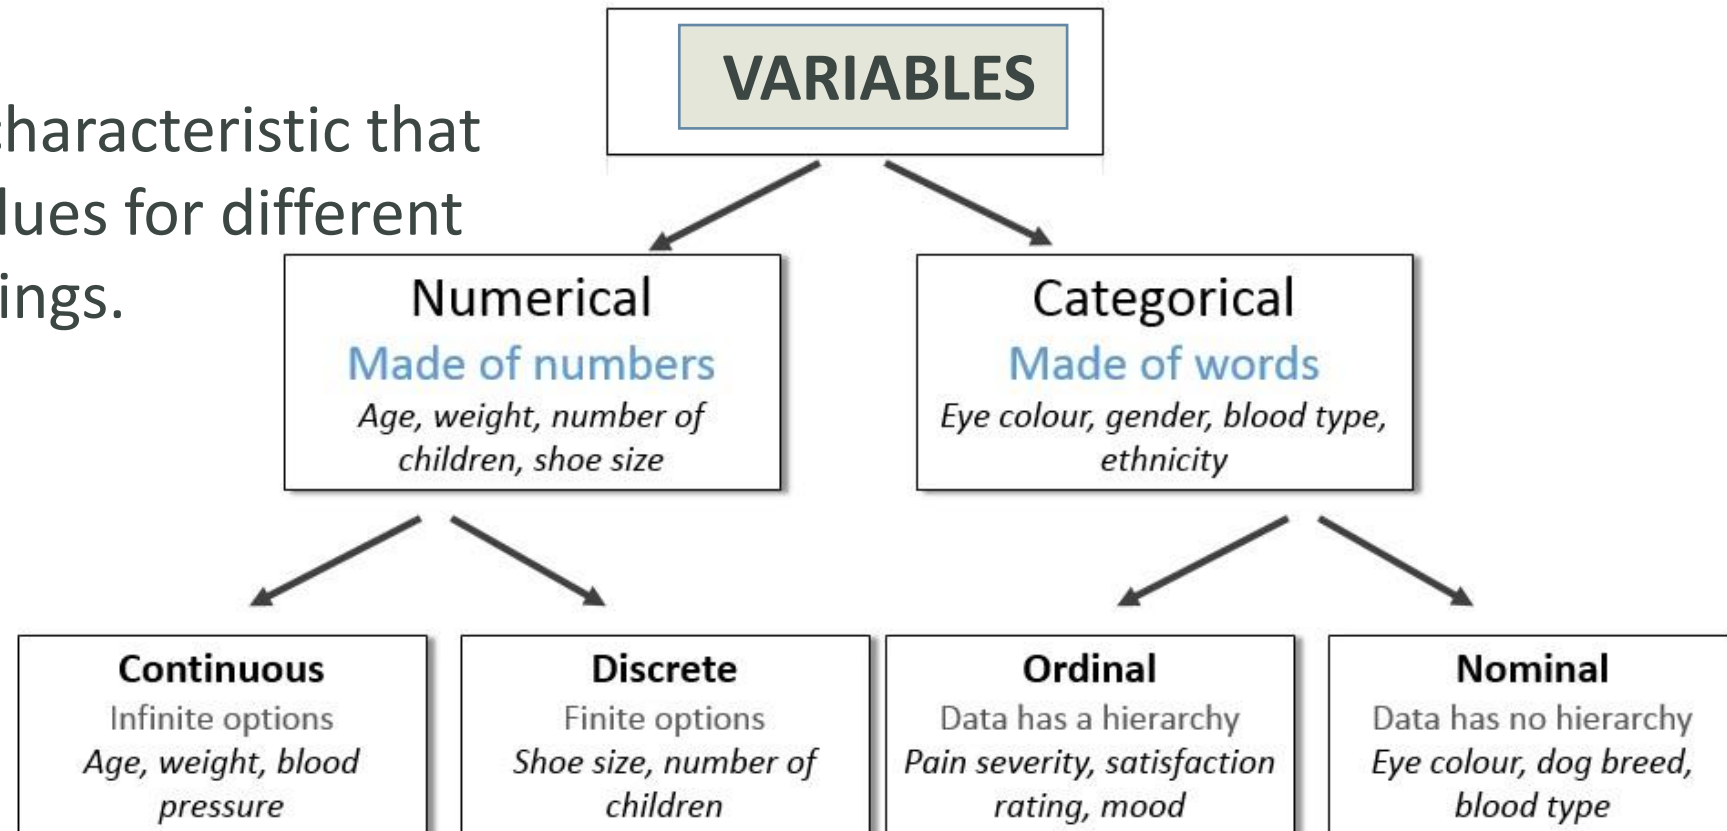 VARIABLES
characteristic that
lues for different
ings.
Numerical
Made of numbers
Age, weight, number of
children, shoe size
Categorical
Made of words
Eye colour, gender, blood type,
ethnicity
Continuous
Infinite options
Age, weight, blood
pressure
Discrete
Finite options
Shoe size, number of
children
Ordinal
Data has a hierarchy
Pain severity, satisfaction
rating, mood
Nominal
Data has no hierarchy
Eye colour, dog breed,
blood type